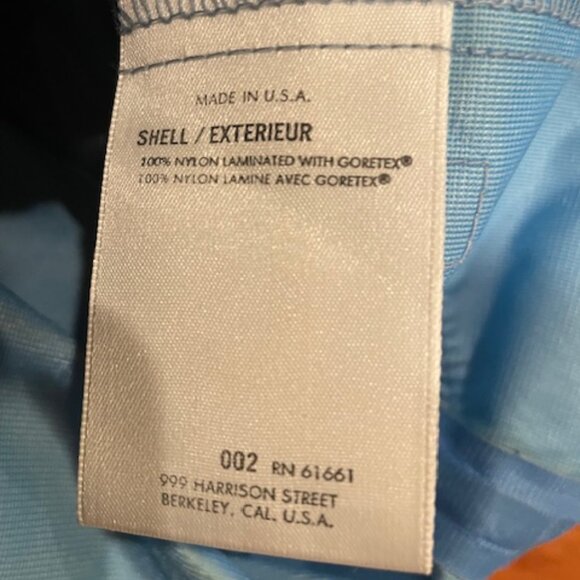 MADE IN U.S.A.
SHELL / EXTERIEUR
100% NYLON LAMINATED WITH GORETEX®
100% NYLON LAMINE AVEC GORETEX®
002 RN 61661
999 HARRISON STREET
BERKELEY, CAL. U.S.A.